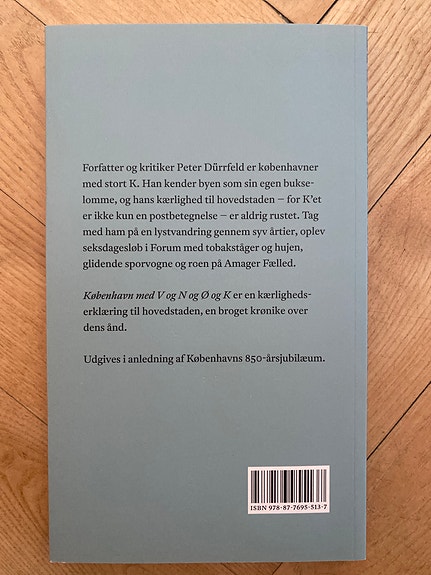 Forfatter og kritiker Peter Dürrfeld er københavner
med stort K. Han kender byen som sin egen bukse-
lomme, og hans kærlighed til hovedstaden – for K'et
er ikke kun en postbetegnelse – er aldrig rustet. Tag
med ham på en lystvandring gennem syv årtier, oplev
seksdagesløb i Forum med tobakståger og hujen,
glidende sporvogne og roen på Amager Fælled.
København med V og N og Ø og K er en kærligheds-
erklæring til hovedstaden, en broget krønike over
dens ånd.
Udgives i anledning af Københavns 850-årsjubilæum.
ISBN 978-87-7695-513-7